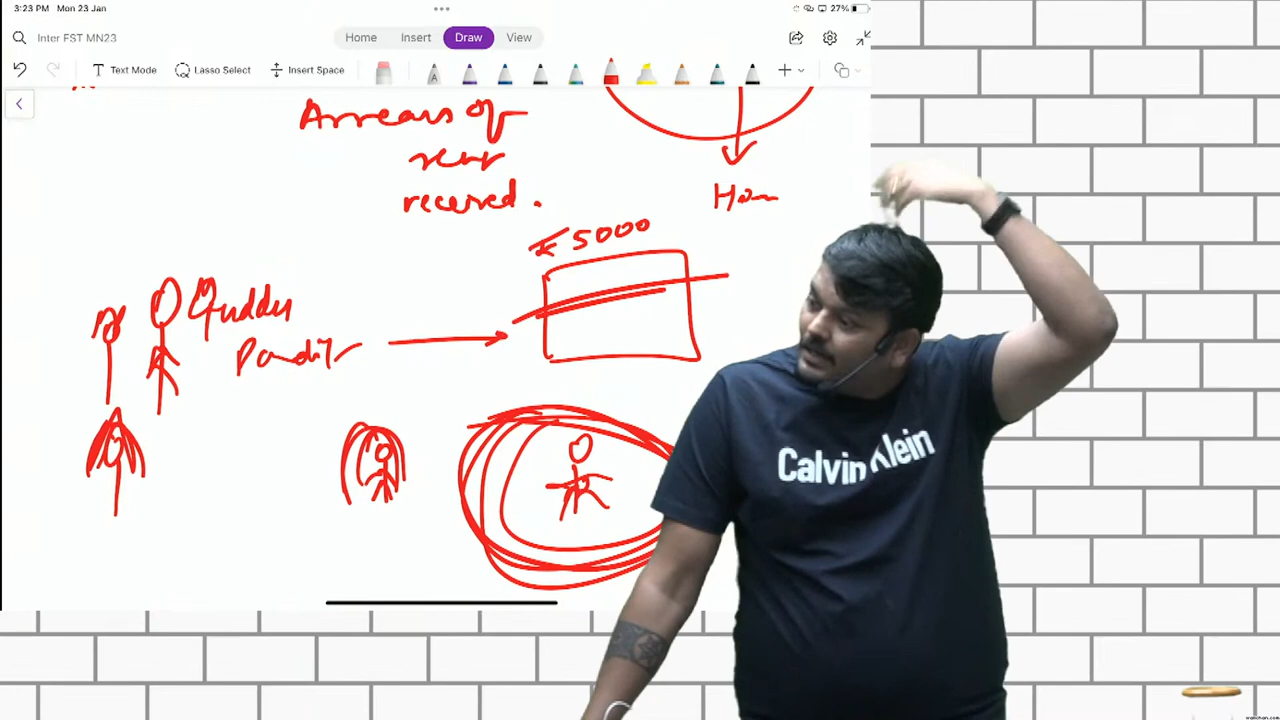 3:23 PM Mon 23 Jan
27%
Inter FST MN23
Home Insert Draw View
Text Mode Lasso Select Insert Space
A
Arrears of
rent
received.
₹ 5000
Guddu
Pandit
Calvin Klein